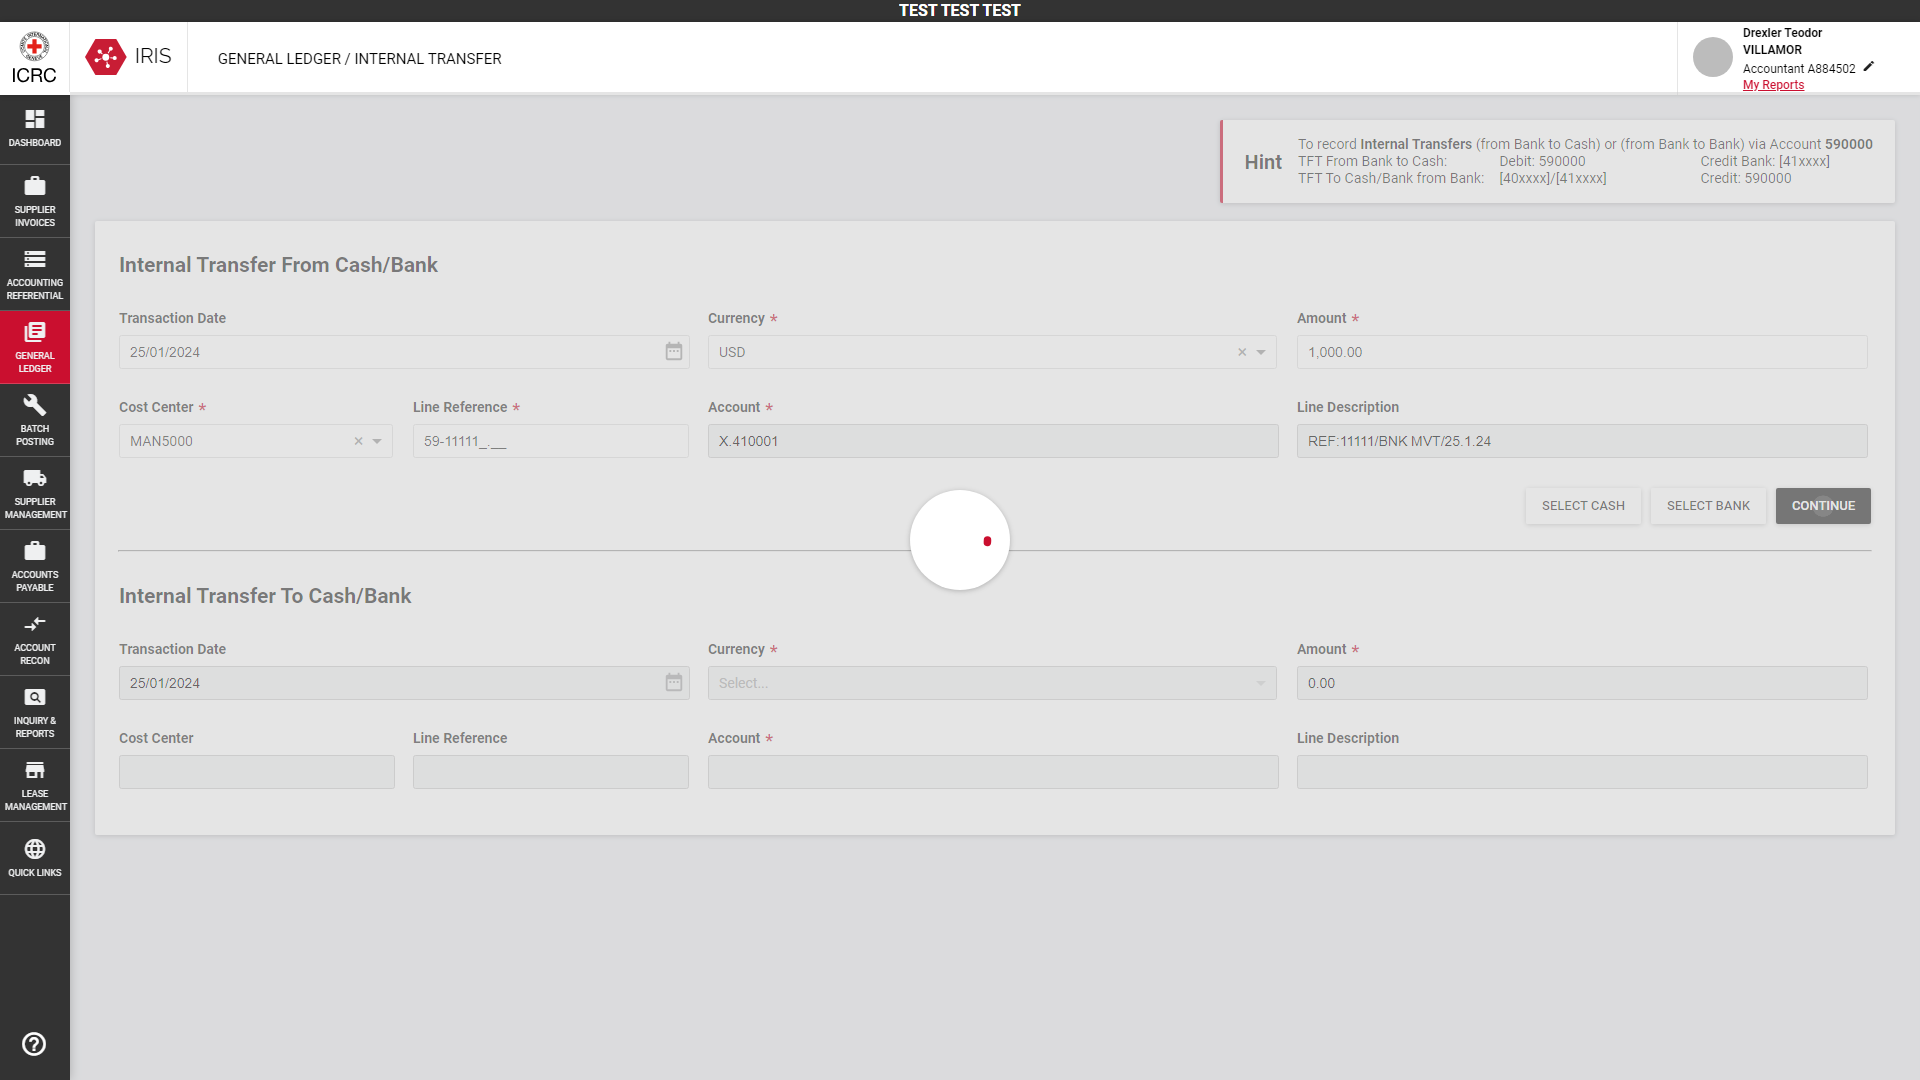 TEST TEST TEST
ICRC
IRIS
GENERAL LEDGER / INTERNAL TRANSFER
Drexler Teodor
VILLAMOR
Accountant A884502
My Reports
DASHBOARD
SUPPLIER
INVOICES
ACCOUNTING
REFERENTIAL
GENERAL
LEDGER
BATCH
POSTING
SUPPLIER
MANAGEMENT
ACCOUNTS
PAYABLE
ACCOUNT
RECON
INQUIRY &
REPORTS
LEASE
MANAGEMENT
QUICK LINKS
Hint
To record Internal Transfers (from Bank to Cash) or (from Bank to Bank) via Account 590000
TFT From Bank to Cash: Debit: 590000 Credit Bank: [41xxxx]
TFT To Cash/Bank from Bank: [40xxxx]/[41xxxx] Credit: 590000
Internal Transfer From Cash/Bank
Transaction Date Currency * Amount *
25/01/2024 USD 1,000.00
Cost Center * Line Reference * Account * Line Description
MAN5000 59-11111_.__ X.410001 REF:11111/BNK MVT/25.1.24
SELECT CASH SELECT BANK CONTINUE
Internal Transfer To Cash/Bank
Transaction Date Currency * Amount *
25/01/2024 Select... 0.00
Cost Center Line Reference Account * Line Description